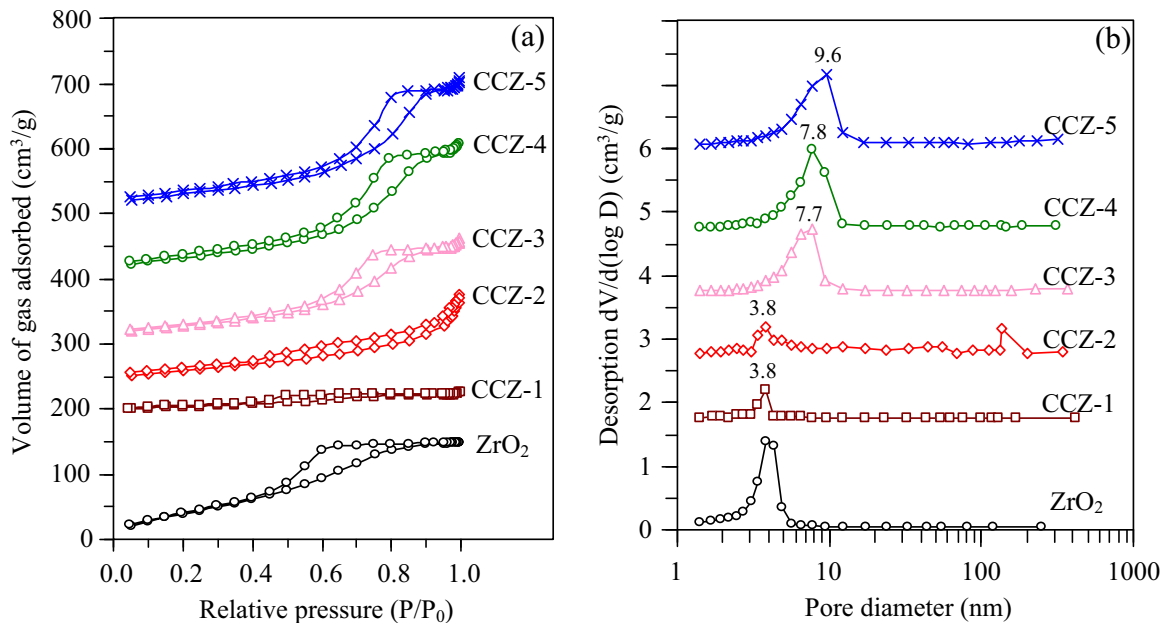 (a)
Volume of gas adsorbed (cm³/g)
800
700
600
500
400
300
200
100
0
CCZ-5
CCZ-4
CCZ-3
CCZ-2
CCZ-1
ZrO₂
0.0 0.2 0.4 0.6 0.8 1.0
Relative pressure (P/P₀)
(b)
Desorption dV/d(log D) (cm³/g)
8
7
6
5
4
3
2
1
0
9.6
CCZ-5
7.8
CCZ-4
7.7
CCZ-3
3.8
CCZ-2
3.8
CCZ-1
ZrO₂
1 10 100 1000
Pore diameter (nm)